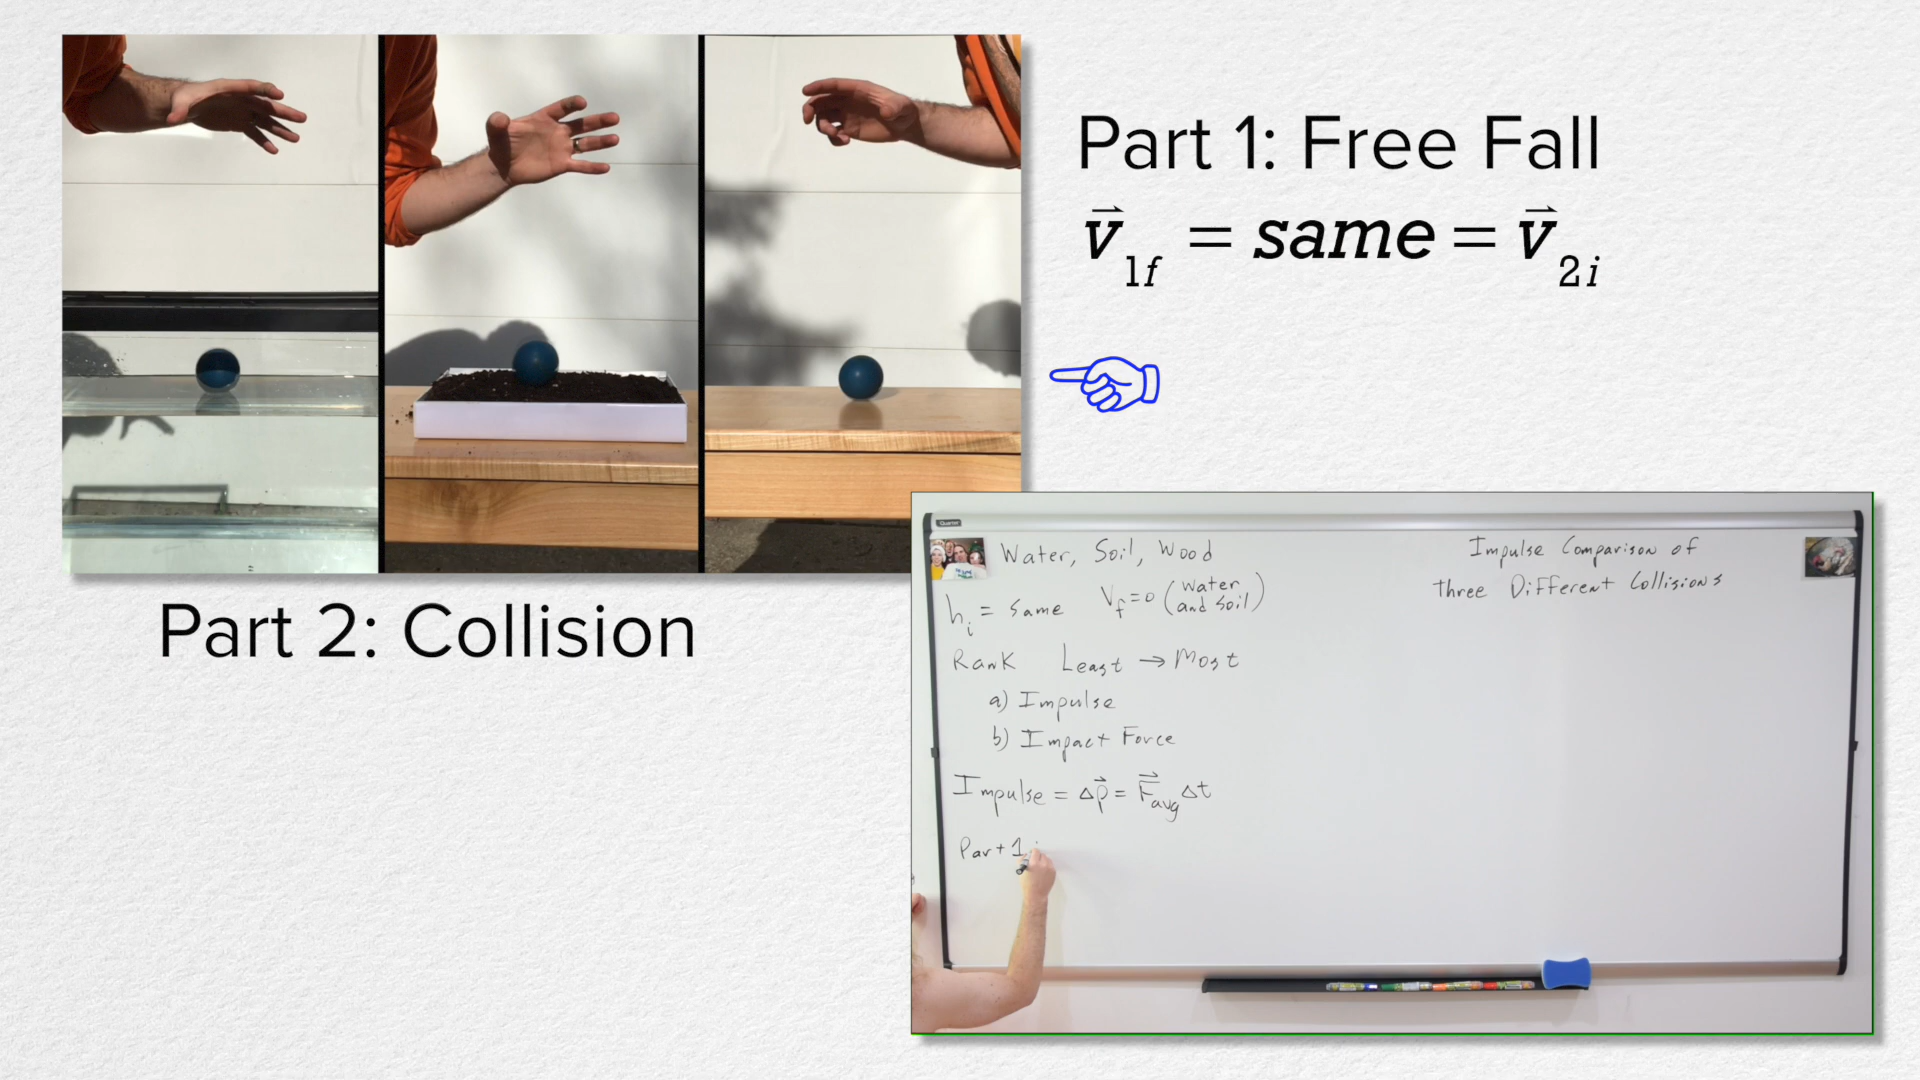 Part 1: Free Fall
v⃗1f = same = v⃗2i
Part 2: Collision
Quartet
Water, Soil, Wood
hi = Same Vf=0 (water and Soil)
Rank Least → Most
a) Impulse
b) Impact Force
Impulse = Δp⃗ = F⃗avg Δt
Part 1:
Impulse Comparison of
Three Different Collisions